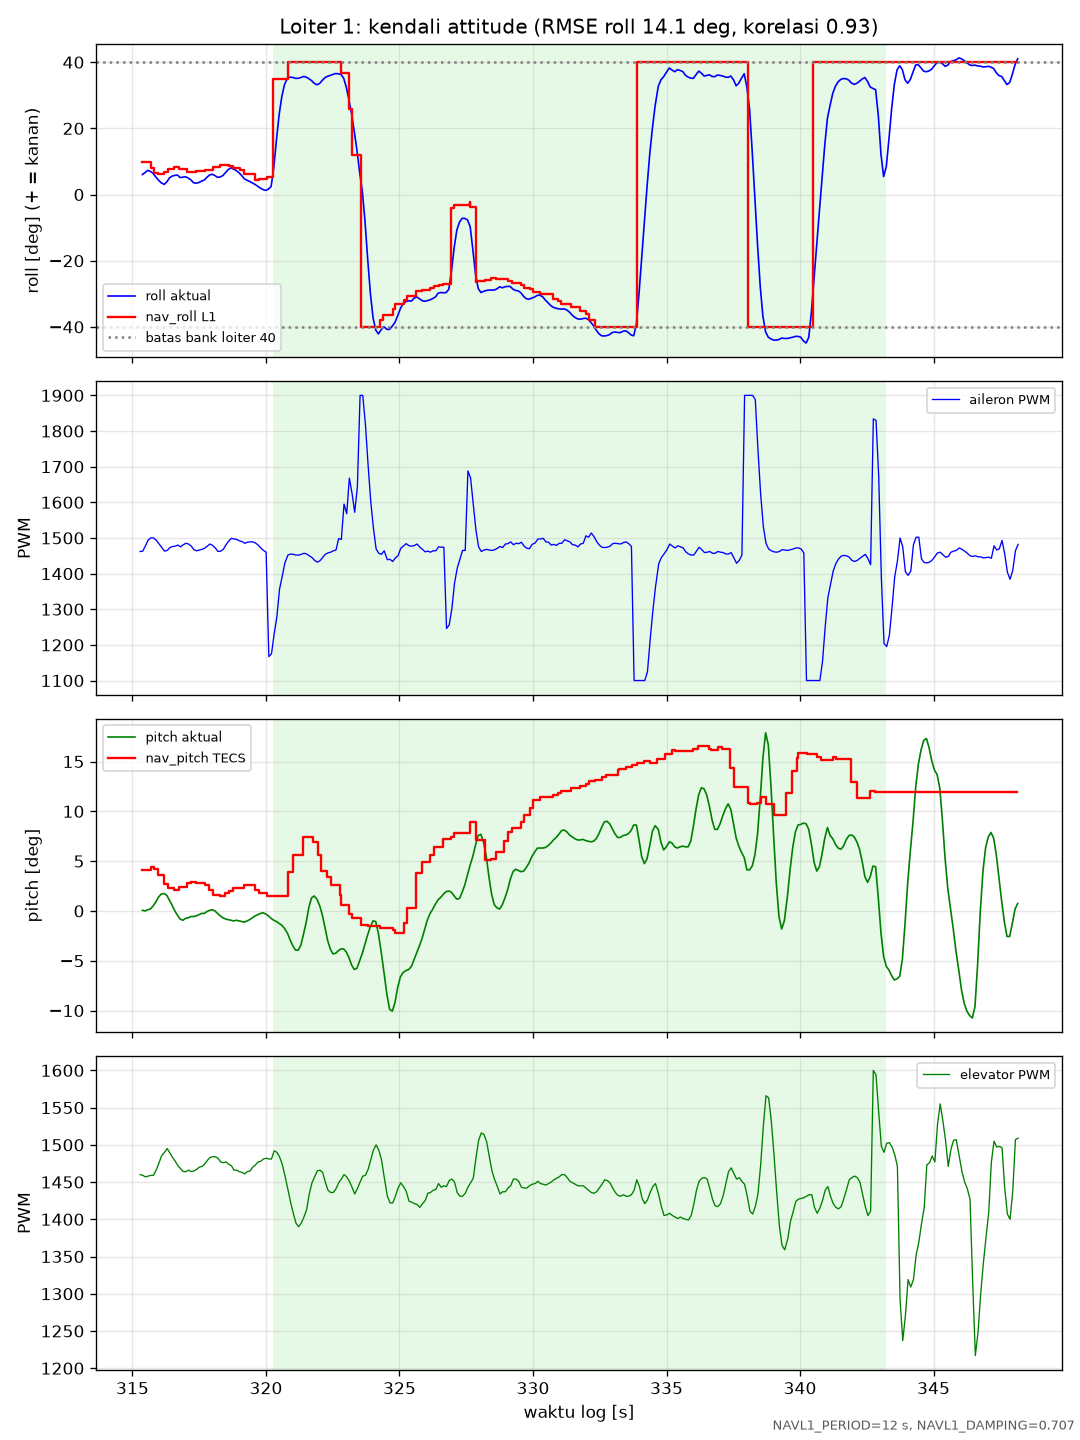 Loiter 1: kendali attitude (RMSE roll 14.1 deg, korelasi 0.93)
40
20
0
−20
−40
roll [deg] (+ = kanan)
roll aktual
nav_roll L1
batas bank loiter 40
1900
1800
1700
1600
1500
1400
1300
1200
1100
PWM
aileron PWM
15
10
5
0
−5
−10
pitch [deg]
pitch aktual
nav_pitch TECS
1600
1550
1500
1450
1400
1350
1300
1250
1200
PWM
elevator PWM
315 320 325 330 335 340 345
waktu log [s]
NAVL1_PERIOD=12 s, NAVL1_DAMPING=0.707